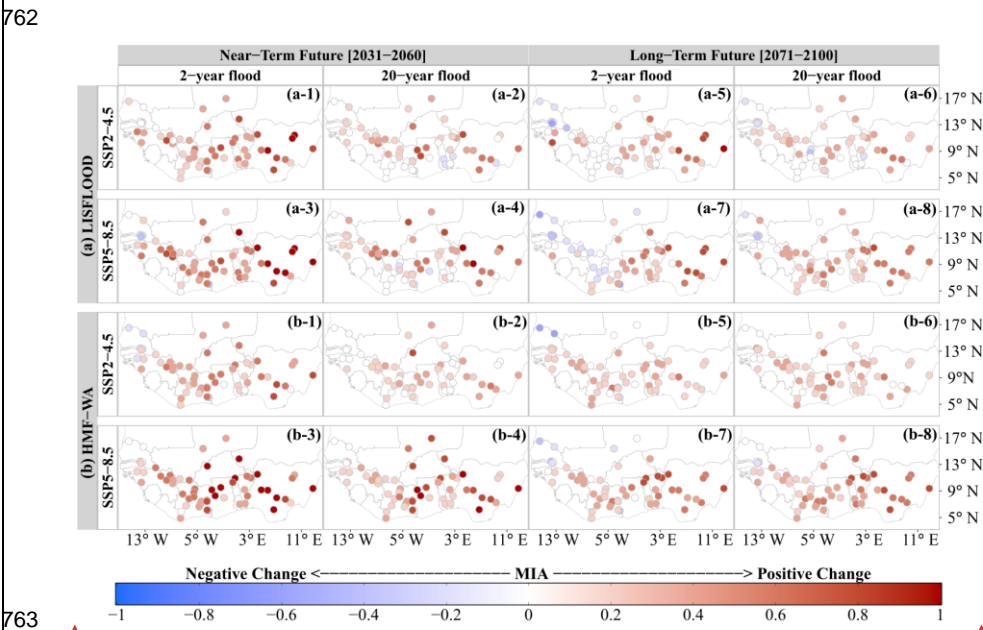 762
Near−Term Future [2031−2060] Long−Term Future [2071−2100]
2−year flood 20−year flood 2−year flood 20−year flood
(a) LISFLOOD
SSP2−4.5
(a-1) (a-2) (a-5) (a-6)
17° N
13° N
9° N
5° N
SSP5−8.5
(a-3) (a-4) (a-7) (a-8)
17° N
13° N
9° N
5° N
(b) HMF−WA
SSP2−4.5
(b-1) (b-2) (b-5) (b-6)
17° N
13° N
9°N
5° N
SSP5−8.5
(b-3) (b-4) (b-7) (b-8)
17° N
13° N
9° N
5° N
13° W 5° W 3° E 11° E 13° W 5° W 3° E 11° E 13° W 5° W 3° E 11° E 13° W 5° W 3° E 11° E
Negative Change <−−−−−−−−−−−−−−− MIA −−−−−−−−−−−−−−−> Positive Change
−1 −0.8 −0.6 −0.4 −0.2 0 0.2 0.4 0.6 0.8 1
763